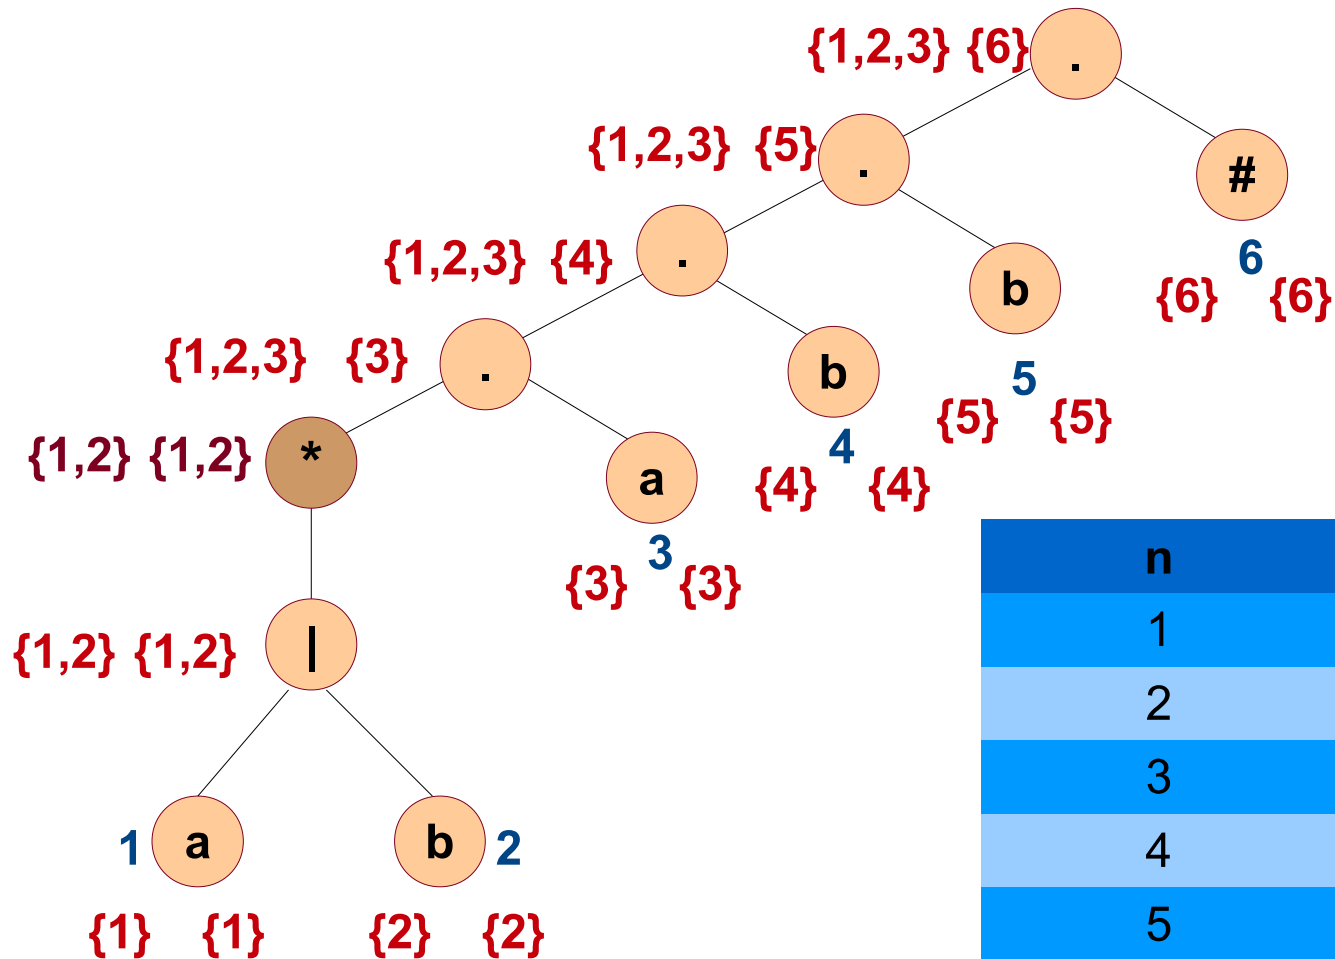 {1,2,3} {6} .
{1,2,3} {5} .
#
{1,2,3} {4} .
6
{6} {6}
b
{1,2,3} {3} .
b
5
{5} {5}
{1,2} {1,2} *
4
a
{4} {4}
3
{3} {3}
n
1
{1,2} {1,2} |
2
3
1 a b 2
4
{1} {1} {2} {2}
5